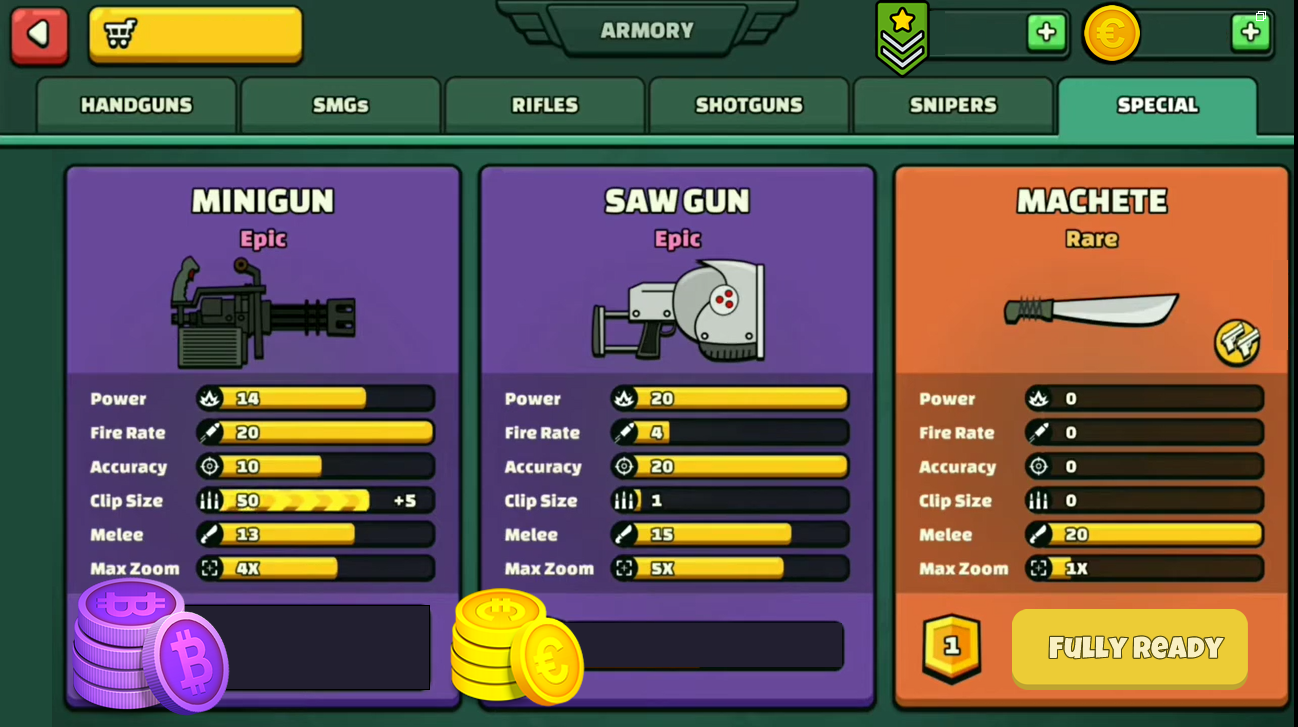 ARMORY
HANDGUNS SMGs RIFLES SHOTGUNS SNIPERS SPECIAL
MINIGUN
Epic
Power 14
Fire Rate 20
Accuracy 10
Clip Size 50 +5
Melee 13
Max Zoom 4X
SAW GUN
Epic
Power 20
Fire Rate 4
Accuracy 20
Clip Size 1
Melee 15
Max Zoom 5X
MACHETE
Rare
Power 0
Fire Rate 0
Accuracy 0
Clip Size 0
Melee 20
Max Zoom 1X
1
FULLY READY